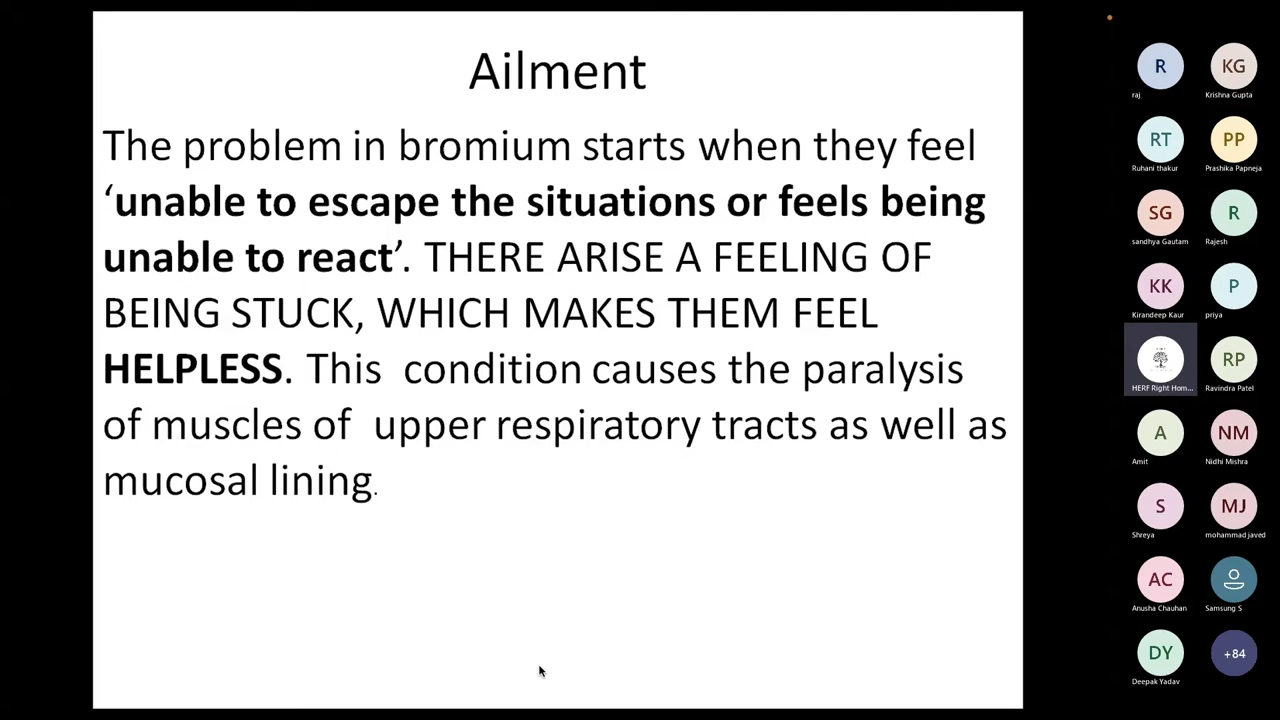 Ailment
The problem in bromium starts when they feel
‘unable to escape the situations or feels being
unable to react’. THERE ARISE A FEELING OF
BEING STUCK, WHICH MAKES THEM FEEL
HELPLESS. This  condition causes the paralysis
of muscles of  upper respiratory tracts as well as
mucosal lining.
R
raj
KG
Krishna Gupta
RT
Ruhani thakur
PP
Prashika Papneja
SG
sandhya Gautam
R
Rajesh
KK
Kirandeep Kaur
P
priya
HERF Right Hom...
RP
Ravindra Patel
A
Amit
NM
Nidhi Mishra
S
Shreya
MJ
mohammad javed
AC
Anusha Chauhan
Samsung S
DY
Deepak Yadav
+84